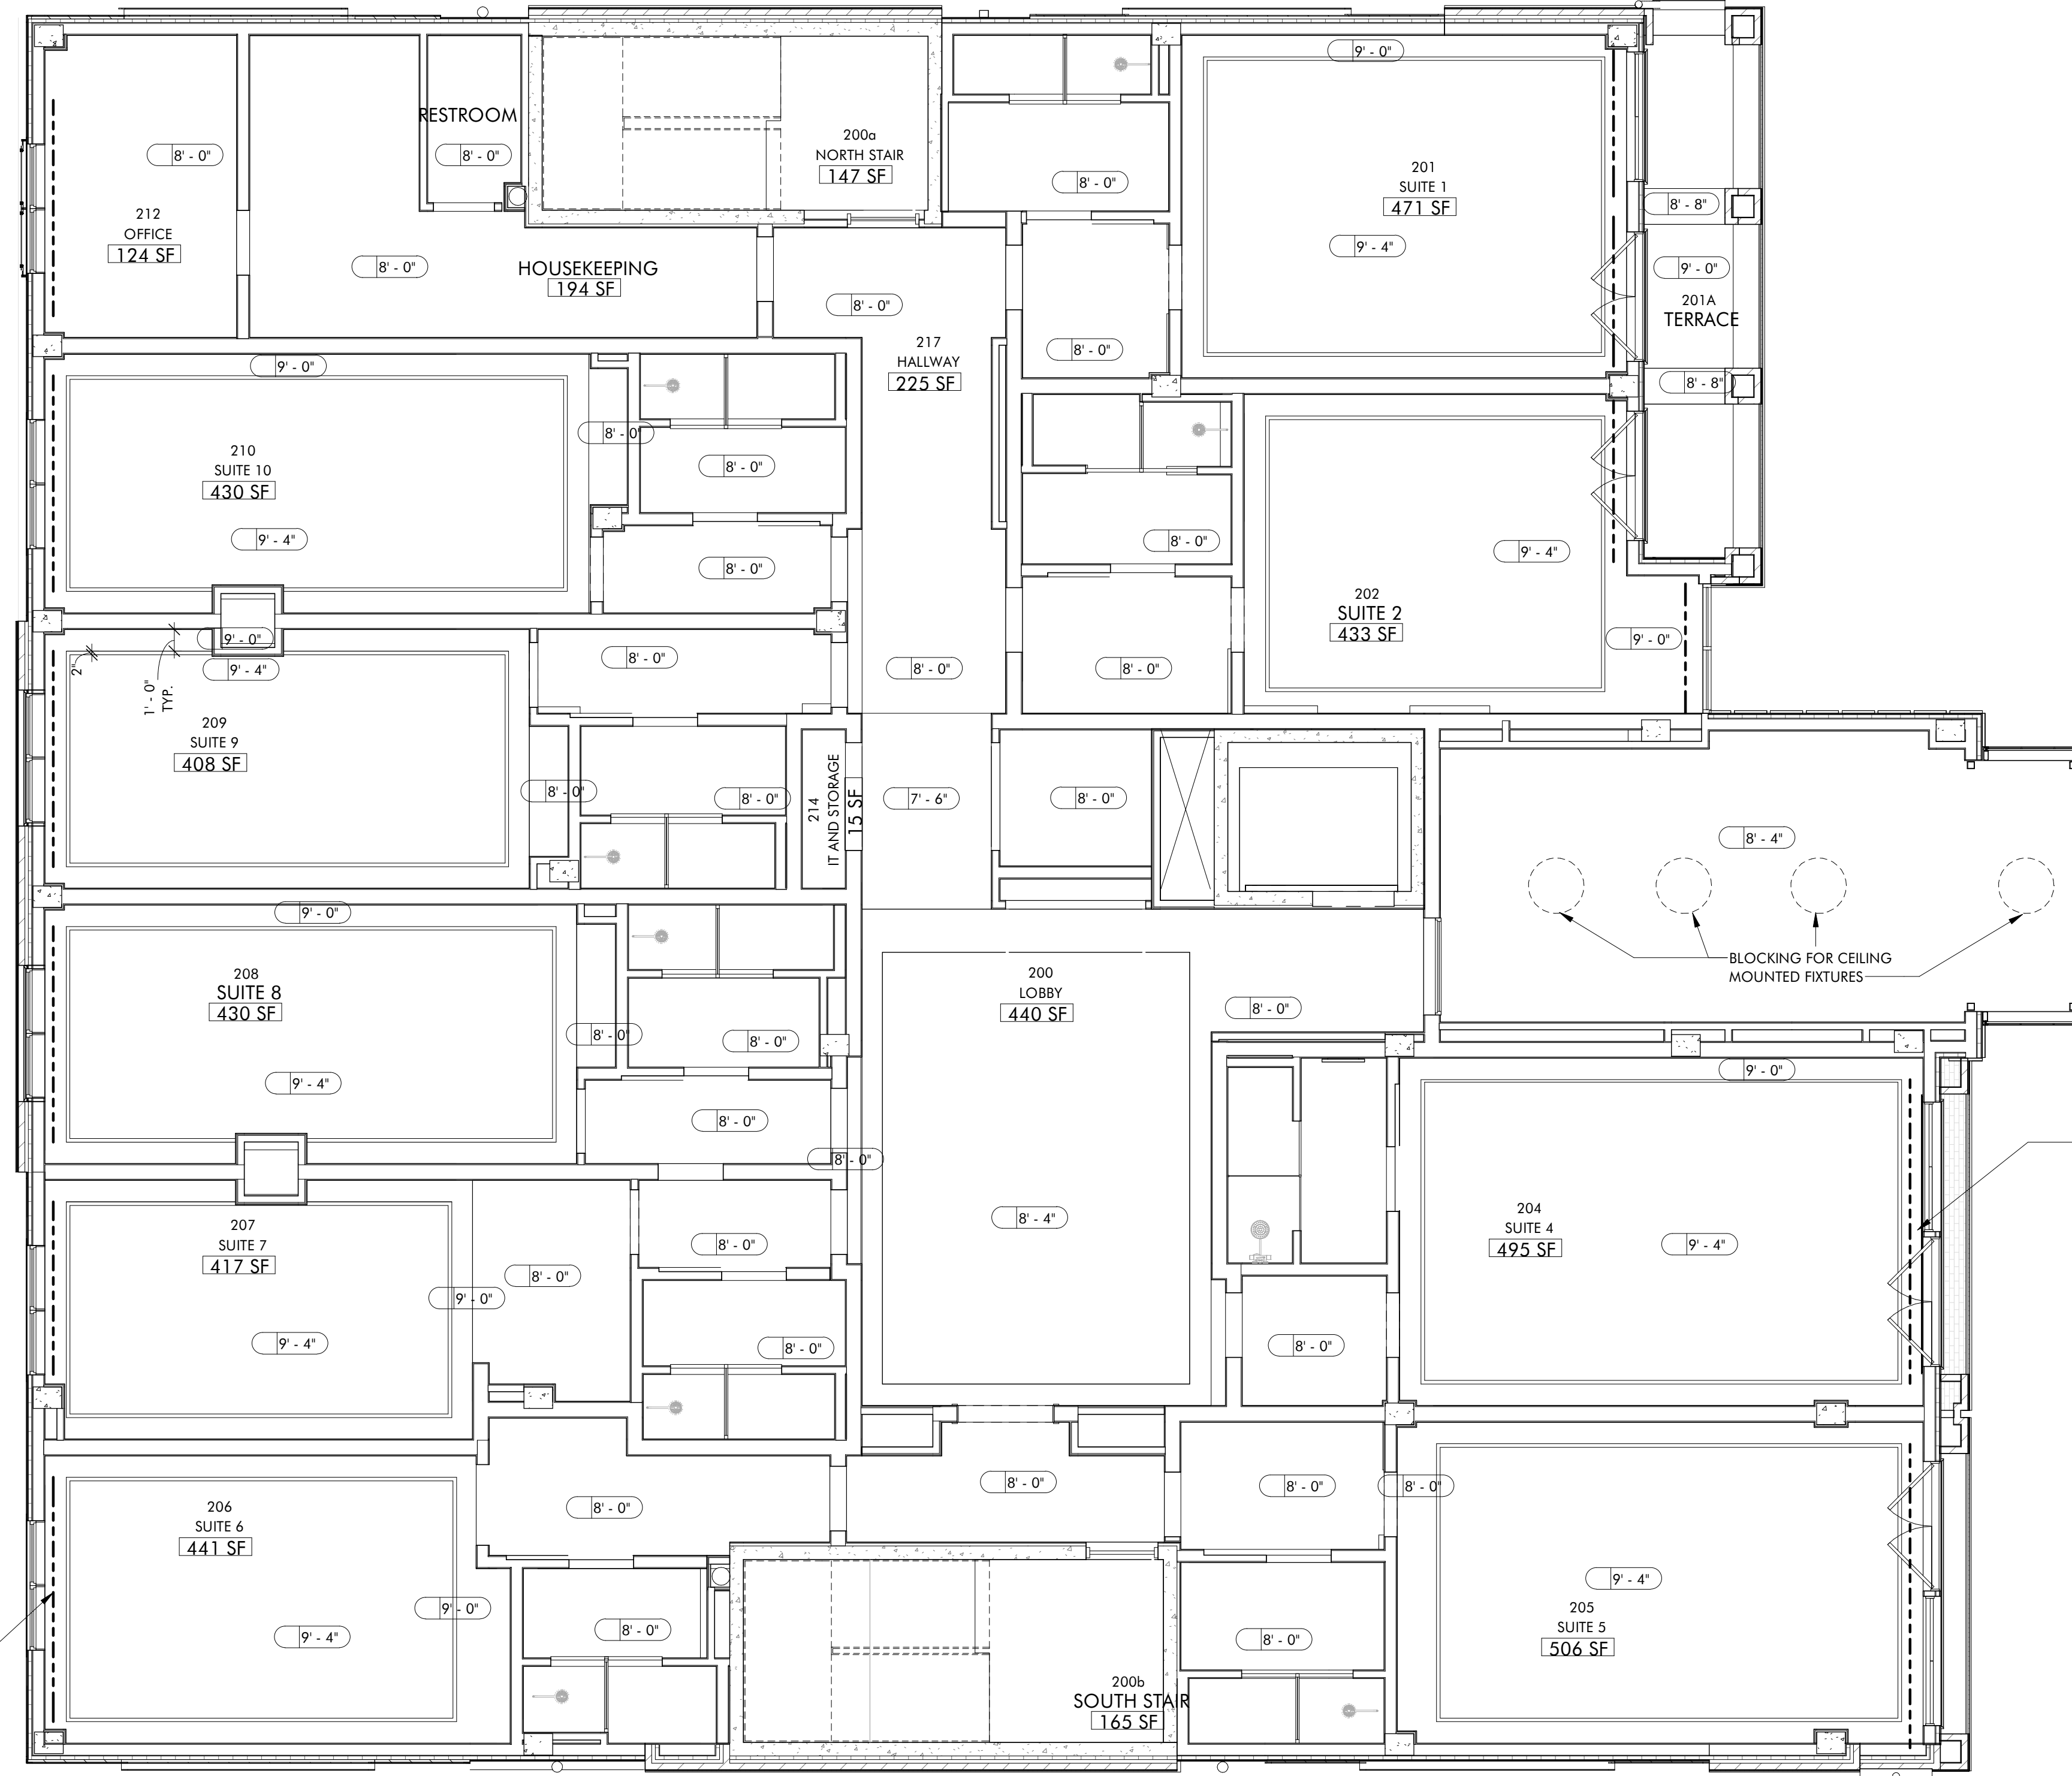 9' - 0"
RESTROOM
8' - 0"
8' - 0"
200a
NORTH STAIR
147 SF
8' - 0"
201
SUITE 1
471 SF
8' - 8"
212
OFFICE
124 SF
9' - 4"
8' - 0"
HOUSEKEEPING
194 SF
9' - 0"
201A
TERRACE
8' - 0"
217
HALLWAY
225 SF
8' - 0"
9' - 0"
8' - 8"
210
SUITE 10
430 SF
8' - 0"
8' - 0"
9' - 4"
8' - 0"
8' - 0"
9' - 4"
202
SUITE 2
433 SF
9' - 0"
9' - 0"
9' - 4"
2"
1' - 0"
TYP.
8' - 0"
8' - 0"
8' - 0"
209
SUITE 9
408 SF
8' - 0"
8' - 0"
214
IT AND STORAGE
15 SF
7' - 6"
8' - 0"
8' - 4"
9' - 0"
BLOCKING FOR CEILING
MOUNTED FIXTURES
208
SUITE 8
430 SF
200
LOBBY
440 SF
8' - 0"
8' - 0"
8' - 0"
9' - 4"
9' - 0"
8' - 0"
8' - 0"
207
SUITE 7
417 SF
8' - 4"
204
SUITE 4
495 SF
9' - 4"
8' - 0"
8' - 0"
9' - 0"
9' - 4"
8' - 0"
8' - 0"
206
SUITE 6
441 SF
8' - 0"
8' - 0"
8' - 0"
8' - 0"
9' - 4"
9' - 0"
205
SUITE 5
506 SF
9' - 4"
8' - 0"
8' - 0"
200b
SOUTH STAIR
165 SF